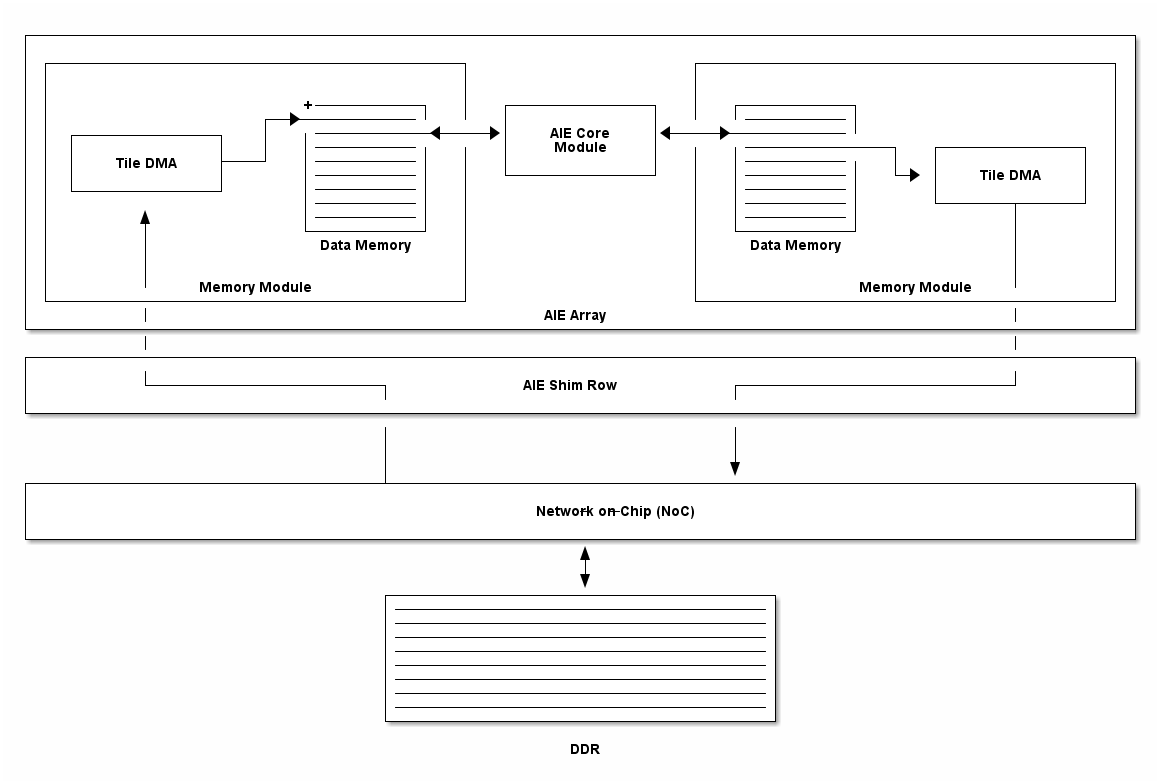 AIE Core
Module
Tile DMA
Tile DMA
Data Memory
Data Memory
Memory Module
Memory Module
AIE Array
AIE Shim Row
Network on-Chip (NoC)
DDR